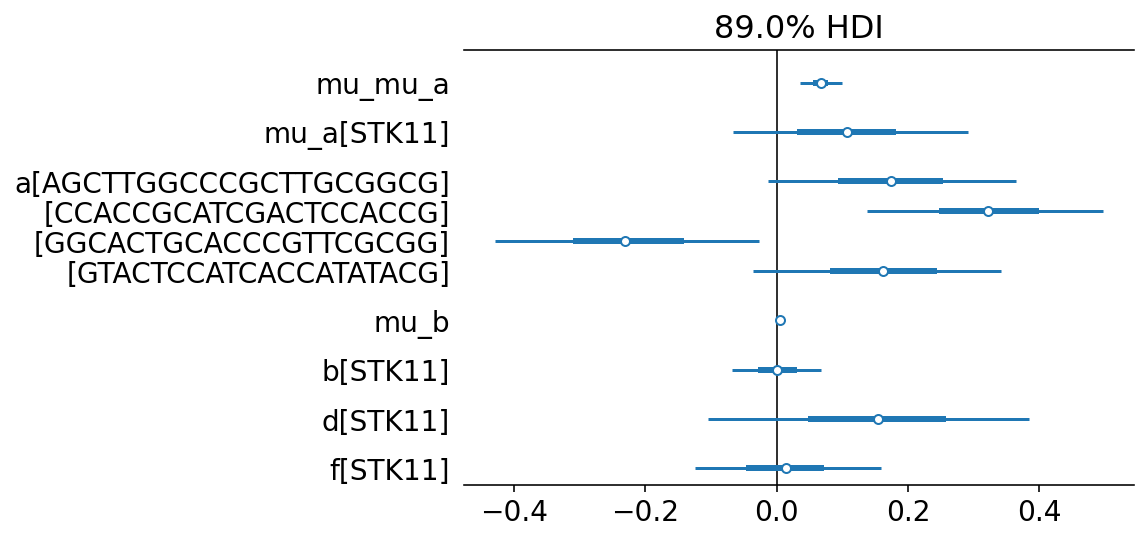 89.0% HDI
mu_mu_a
mu_a[STK11]
a[AGCTTGGCCCGCTTGCGGCG]
[CCACCGCATCGACTCCACCG]
[GGCACTGCACCCGTTCGCGG]
[GTACTCCATCACCATATACG]
mu_b
b[STK11]
d[STK11]
f[STK11]
−0.4 −0.2 0.0 0.2 0.4